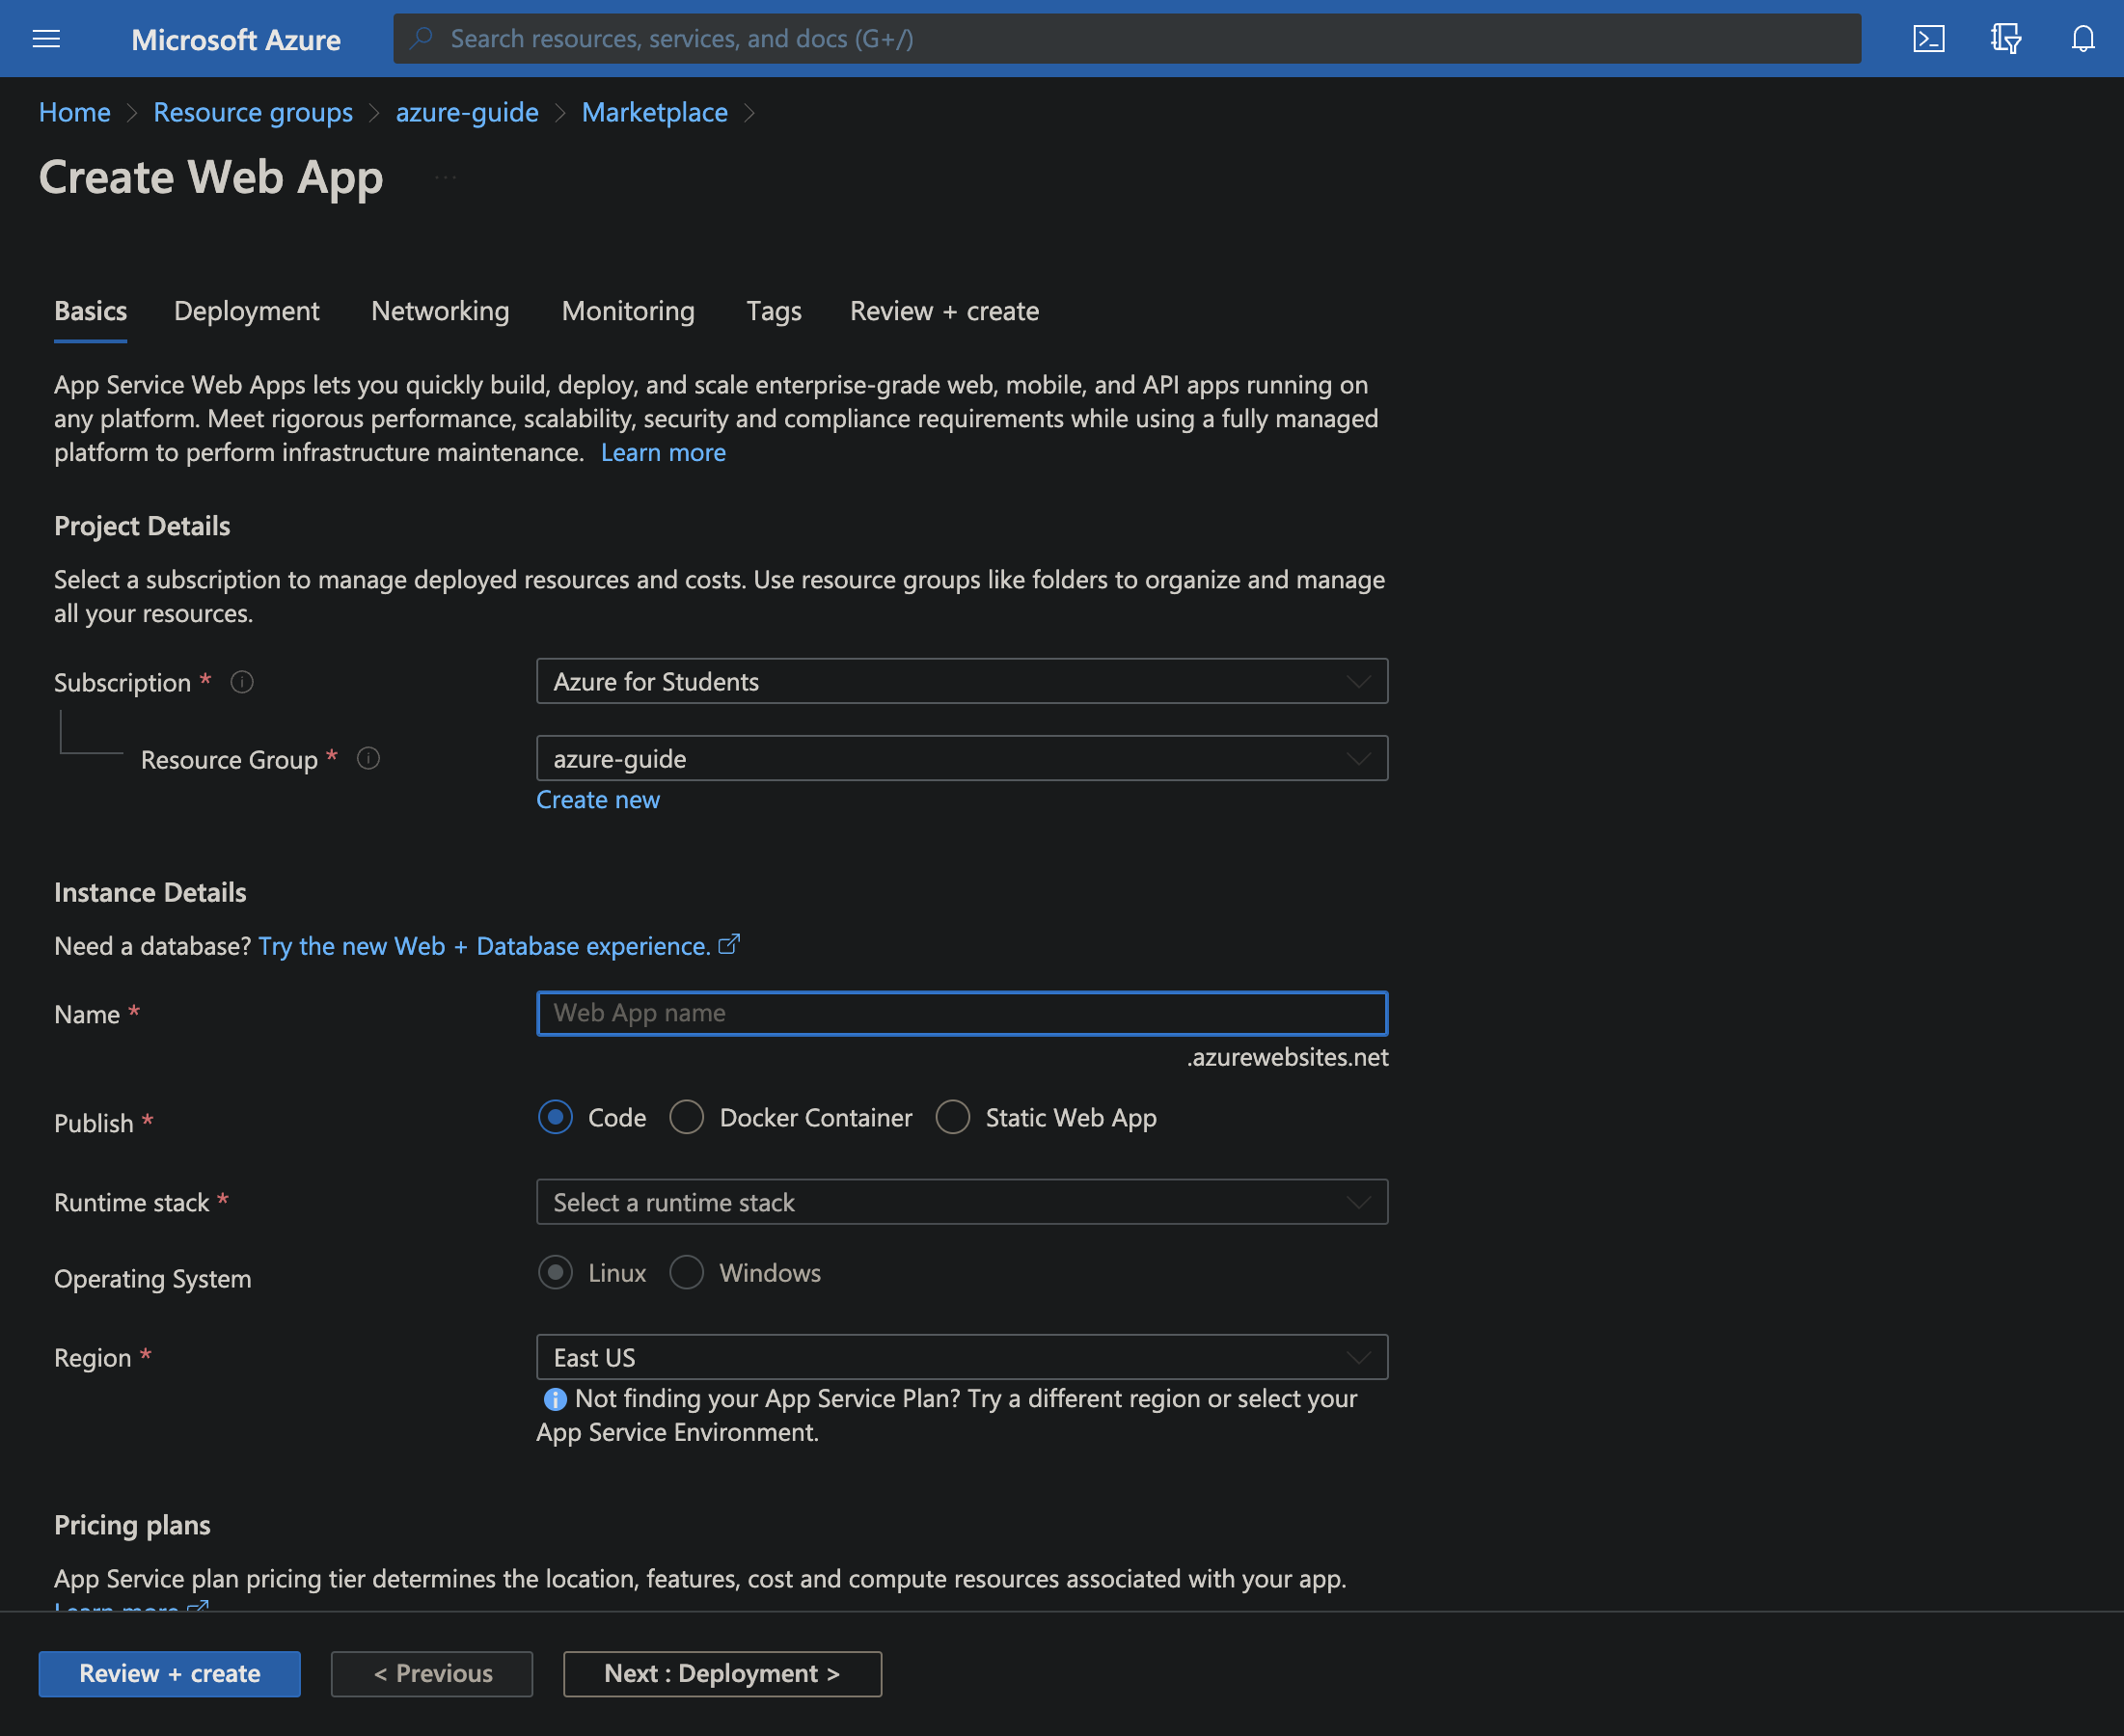 Microsoft Azure
Search resources, services, and docs (G+/)
Home > Resource groups > azure-guide > Marketplace >
Create Web App ...
Basics Deployment Networking Monitoring Tags Review + create
App Service Web Apps lets you quickly build, deploy, and scale enterprise-grade web, mobile, and API apps running on
any platform. Meet rigorous performance, scalability, security and compliance requirements while using a fully managed
platform to perform infrastructure maintenance. Learn more
Project Details
Select a subscription to manage deployed resources and costs. Use resource groups like folders to organize and manage
all your resources.
Subscription * Azure for Students
Resource Group * azure-guide
Create new
Instance Details
Need a database? Try the new Web + Database experience.
Name * Web App name
.azurewebsites.net
Publish * Code Docker Container Static Web App
Runtime stack * Select a runtime stack
Operating System Linux Windows
Region * East US
Not finding your App Service Plan? Try a different region or select your
App Service Environment.
Pricing plans
App Service plan pricing tier determines the location, features, cost and compute resources associated with your app.
Learn more
Review + create < Previous Next : Deployment >